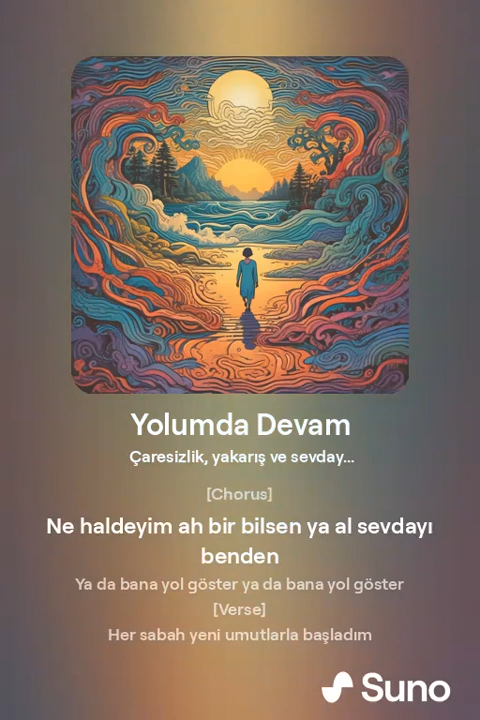 Yolumda Devam
Çaresizlik, yakarış ve sevday...
[Chorus]
Ne haldeyim ah bir bilsen ya al sevdayı
benden
Ya da bana yol göster ya da bana yol göster
[Verse]
Her sabah yeni umutlarla başladım
Suno